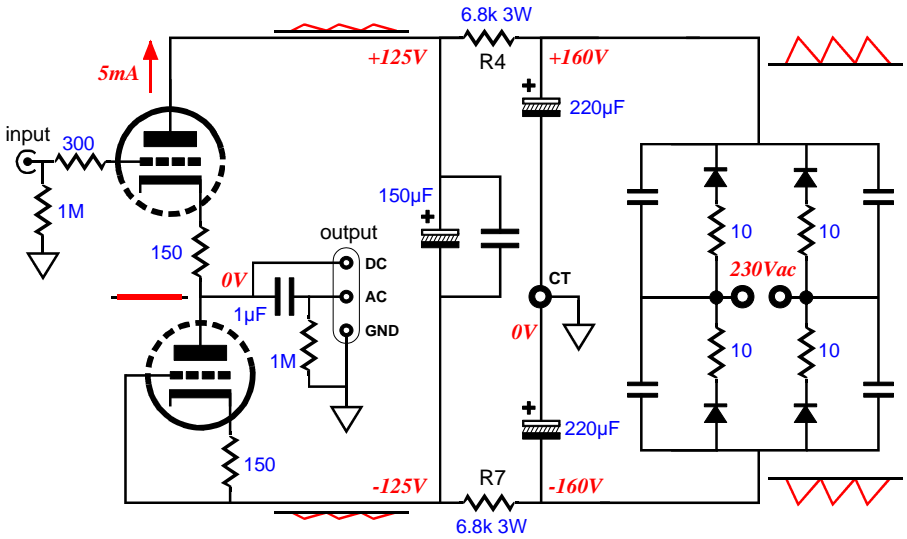 6.8k 3W
R4
+125V
+160V
5mA
input
300
1M
150
220µF
+
150µF
+
10
10
output
DC
AC
GND
0V
1µF
1M
CT
0V
230Vac
10
10
+
220µF
150
-125V
R7
-160V
6.8k 3W